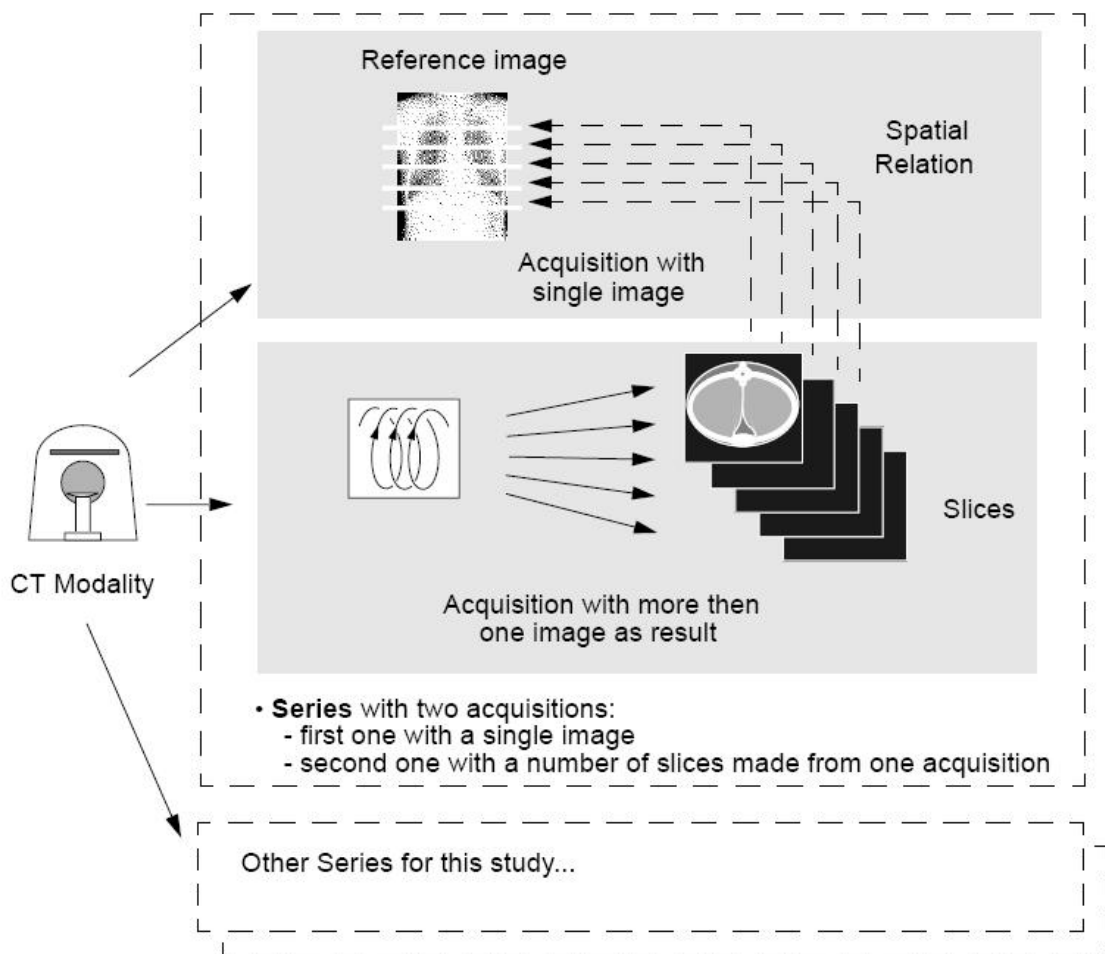 Reference image
Spatial
Relation
Acquisition with
single image
CT Modality
Slices
Acquisition with more then
one image as result
• Series with two acquisitions:
- first one with a single image
- second one with a number of slices made from one acquisition
Other Series for this study...